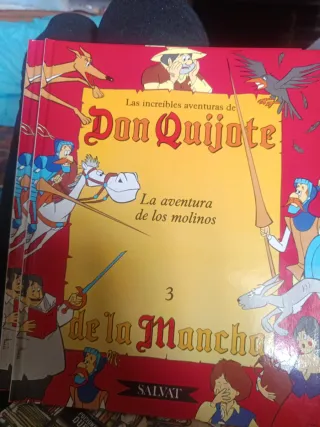 Las increíbles aventuras de
Don Quijote
La aventura
de los molinos
3
de la Mancha
SALVAT